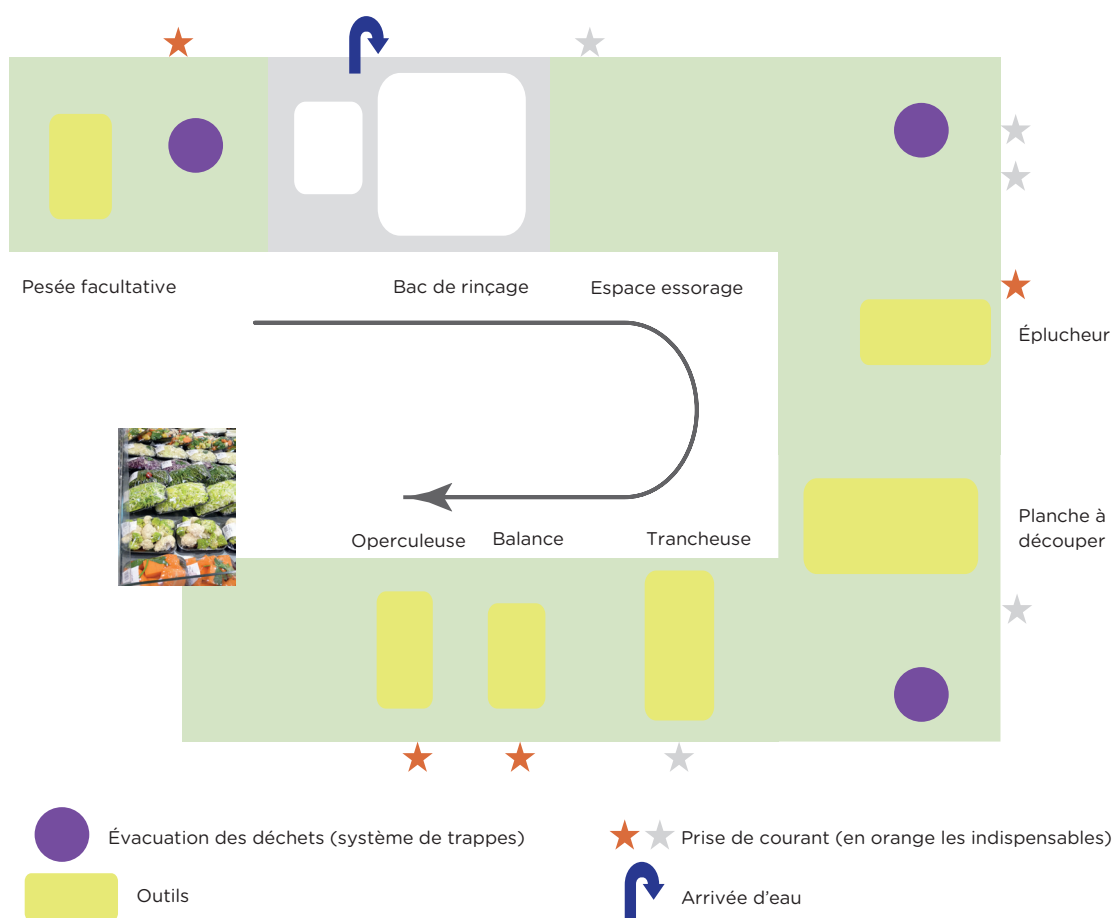 Pesée facultative
Bac de rinçage
Espace essorage
Éplucheur
Planche à
découper
Operculeuse
Balance
Trancheuse
Évacuation des déchets (système de trappes)
Prise de courant (en orange les indispensables)
Outils
Arrivée d'eau